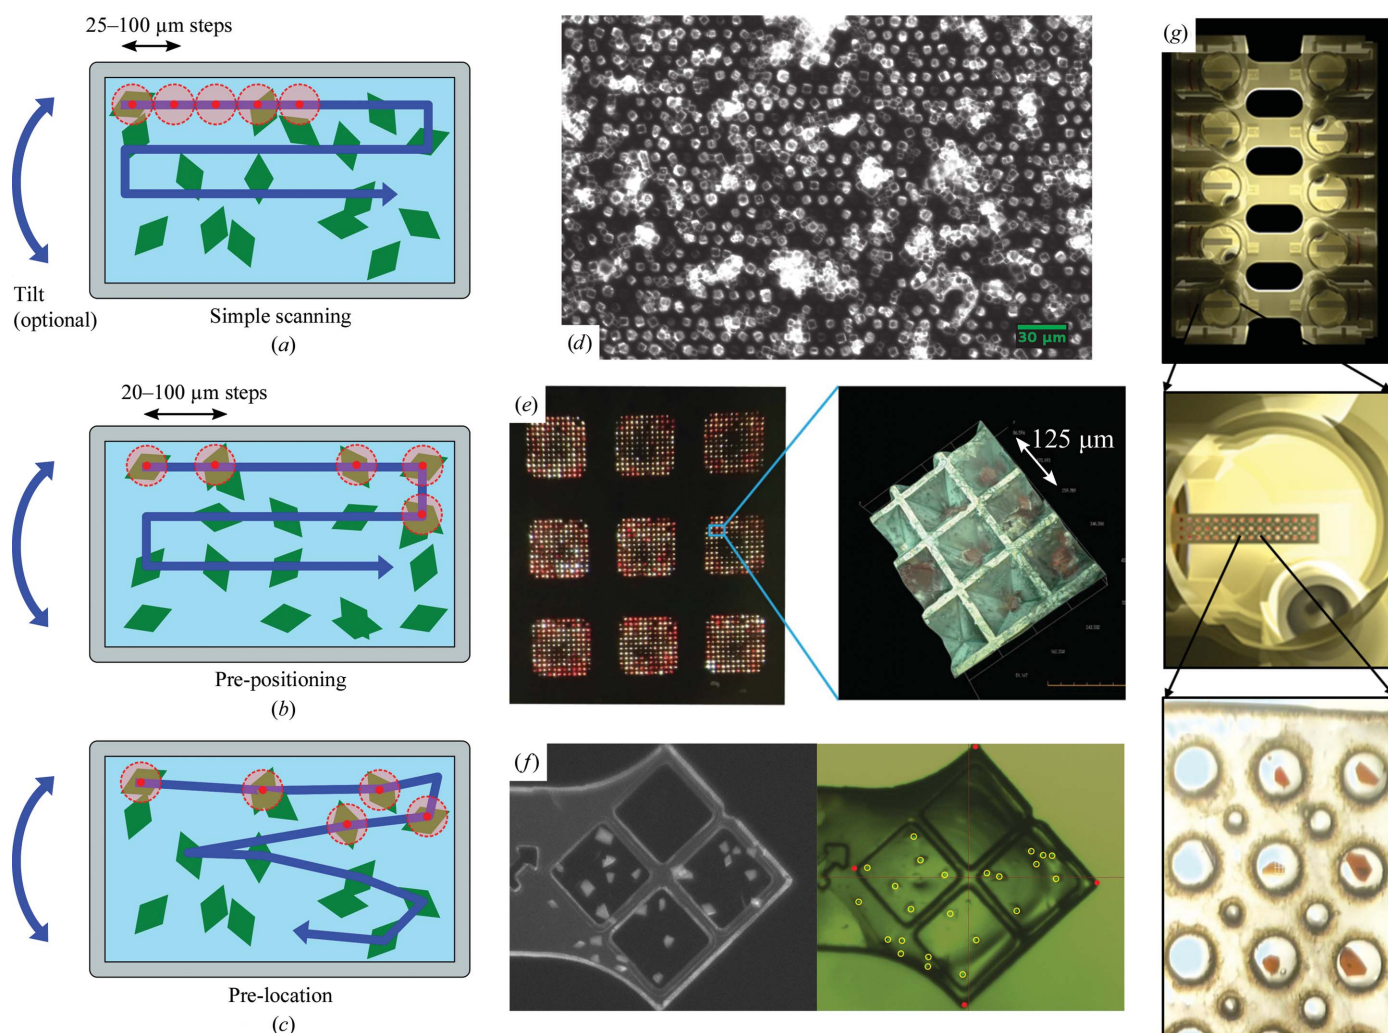 25–100 µm steps
Tilt
(optional)
Simple scanning
(a)
20–100 µm steps
Pre-positioning
(b)
Pre-location
(c)
(d)
30 µm
(e)
125 µm
(f)
(g)